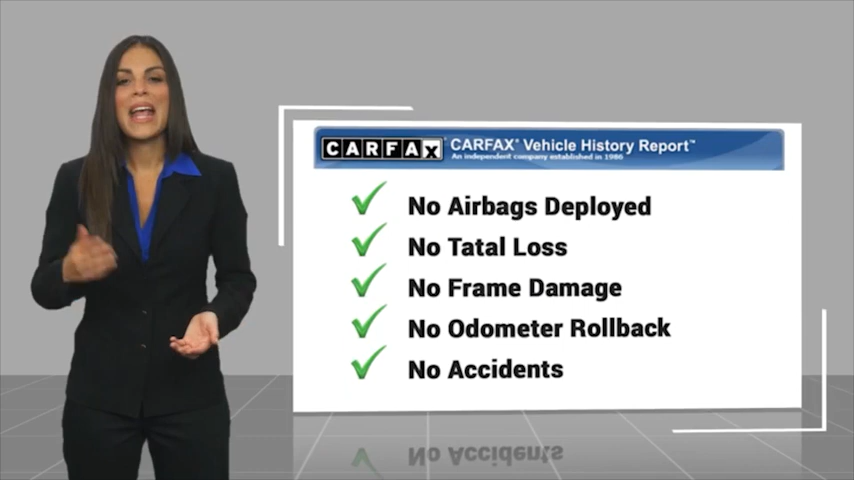 CARFAX CARFAX® Vehicle History Report™
An independent company established in 1986
No Airbags Deployed
No Tatal Loss
No Frame Damage
No Odometer Rollback
No Accidents
No Accidents